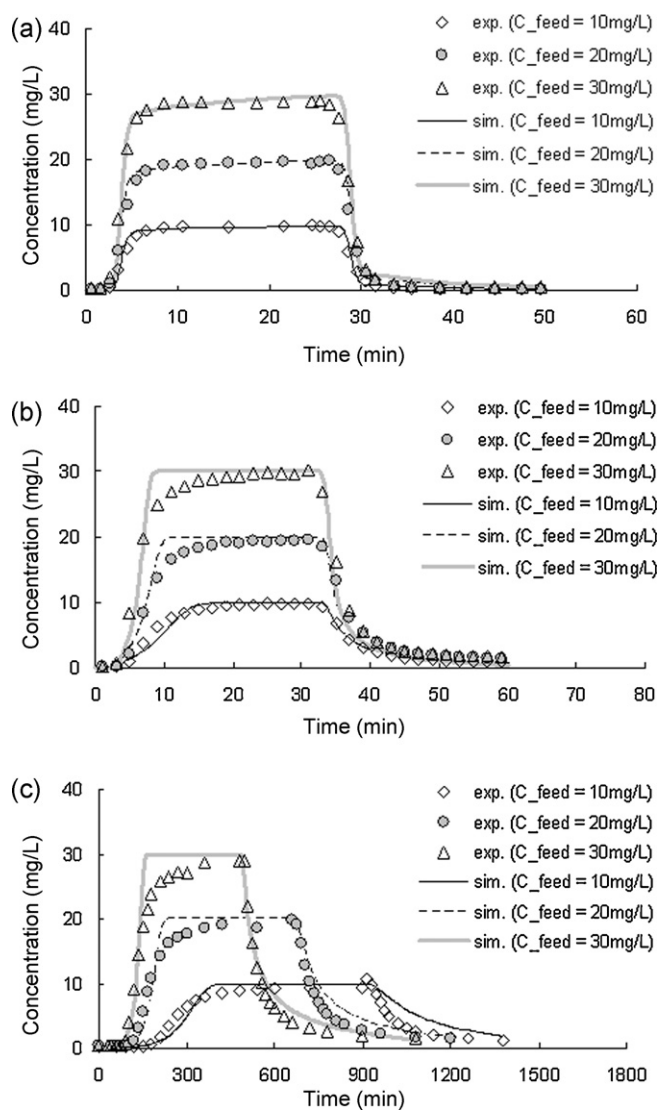 (a)
40
30
20
10
0
Concentration (mg/L)
exp. (C_feed = 10mg/L)
exp. (C_feed = 20mg/L)
exp. (C_feed = 30mg/L)
sim. (C_feed = 10mg/L)
sim. (C_feed = 20mg/L)
sim. (C_feed = 30mg/L)
0 10 20 30 40 50 60
Time (min)
(b)
40
30
20
10
0
Concentration (mg/L)
exp. (C_feed = 10mg/L)
exp. (C_feed = 20mg/L)
exp. (C_feed = 30mg/L)
sim. (C_feed = 10mg/L)
sim. (C_feed = 20mg/L)
sim. (C_feed = 30mg/L)
0 10 20 30 40 50 60 70 80
Time (min)
(c)
40
30
20
10
0
Concentration (mg/L)
exp. (C_feed = 10mg/L)
exp. (C_feed = 20mg/L)
exp. (C_feed = 30mg/L)
sim. (C_feed = 10mg/L)
sim. (C_feed = 20mg/L)
sim. (C_feed = 30mg/L)
0 300 600 900 1200 1500 1800
Time (min)